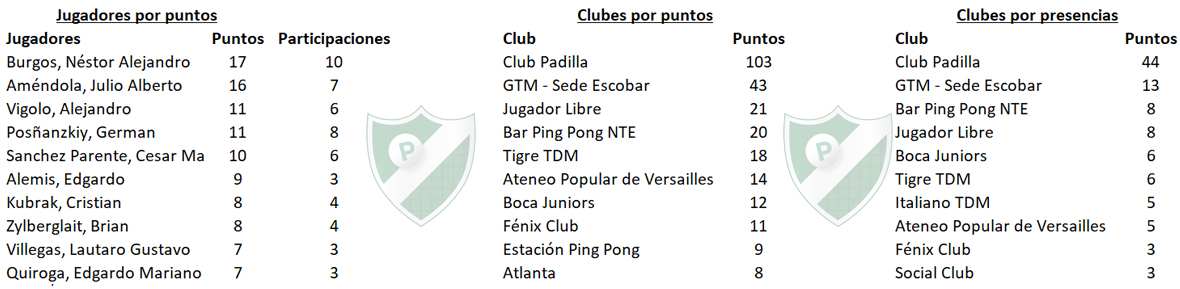 Jugadores por puntos
Jugadores Puntos Participaciones
Burgos, Néstor Alejandro 17 10
Améndola, Julio Alberto 16 7
Vigolo, Alejandro 11 6
Posñanzkiy, German 11 8
Sanchez Parente, Cesar Ma 10 6
Alemis, Edgardo 9 3
Kubrak, Cristian 8 4
Zylberglait, Brian 8 4
Villegas, Lautaro Gustavo 7 3
Quiroga, Edgardo Mariano 7 3
P
Clubes por puntos
Club Puntos
Club Padilla 103
GTM - Sede Escobar 43
Jugador Libre 21
Bar Ping Pong NTE 20
Tigre TDM 18
Ateneo Popular de Versailles 14
Boca Juniors 12
Fénix Club 11
Estación Ping Pong 9
Atlanta 8
P
Clubes por presencias
Club Puntos
Club Padilla 44
GTM - Sede Escobar 13
Bar Ping Pong NTE 8
Jugador Libre 8
Boca Juniors 6
Tigre TDM 6
Italiano TDM 5
Ateneo Popular de Versailles 5
Fénix Club 3
Social Club 3